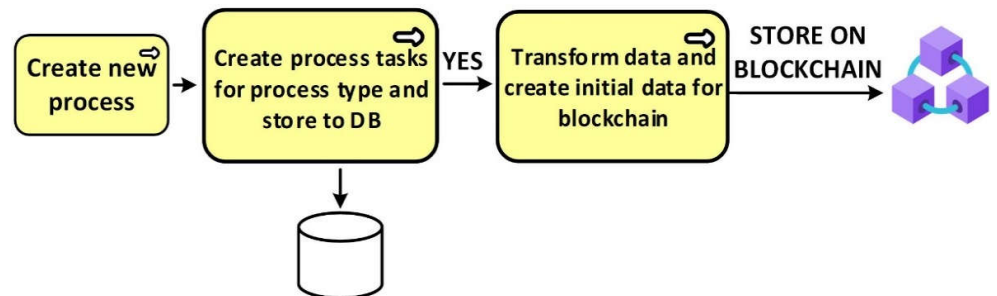 Create new
process
Create process tasks
for process type and
store to DB
YES
Transform data and
create initial data for
blockchain
STORE ON
BLOCKCHAIN